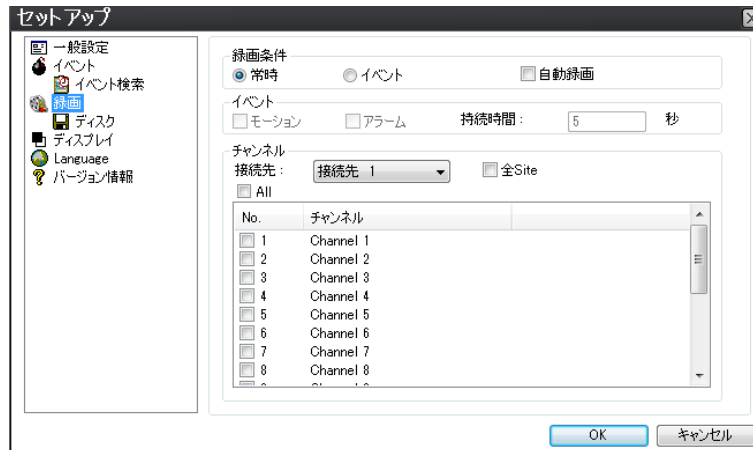 セットアップ
一般設定
イベント
イベント検索
録画
ディスク
ディスプレイ
Language
バージョン情報
録画条件
常時 イベント 自動録画
イベント
モーション アラーム 持続時間： 5 秒
チャンネル
接続先： 接続先 1 全Site
All
No. チャンネル
1 Channel 1
2 Channel 2
3 Channel 3
4 Channel 4
5 Channel 5
6 Channel 6
7 Channel 7
8 Channel 8
OK キャンセル